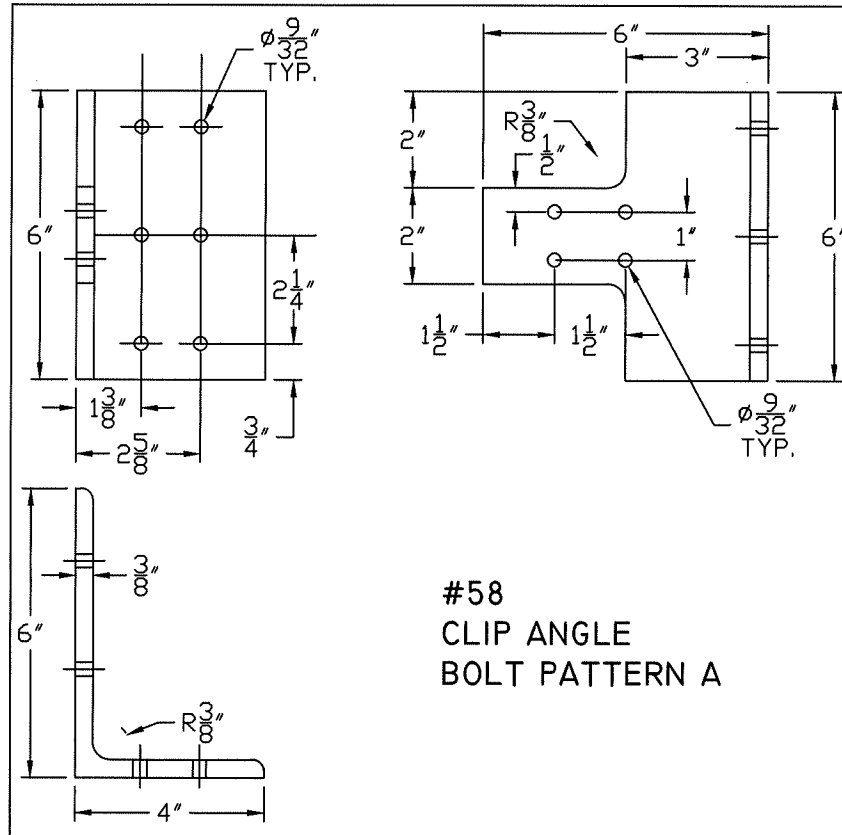 ø9/32"
TYP.
6"
2 1/4"
1 3/8"
2 5/8"
3/4"
6"
3"
2"
R3/8"
1/2"
2"
1"
6"
1 1/2"
1 1/2"
ø9/32"
TYP.
6"
3/8"
R3/8"
4"
#58
CLIP ANGLE
BOLT PATTERN A